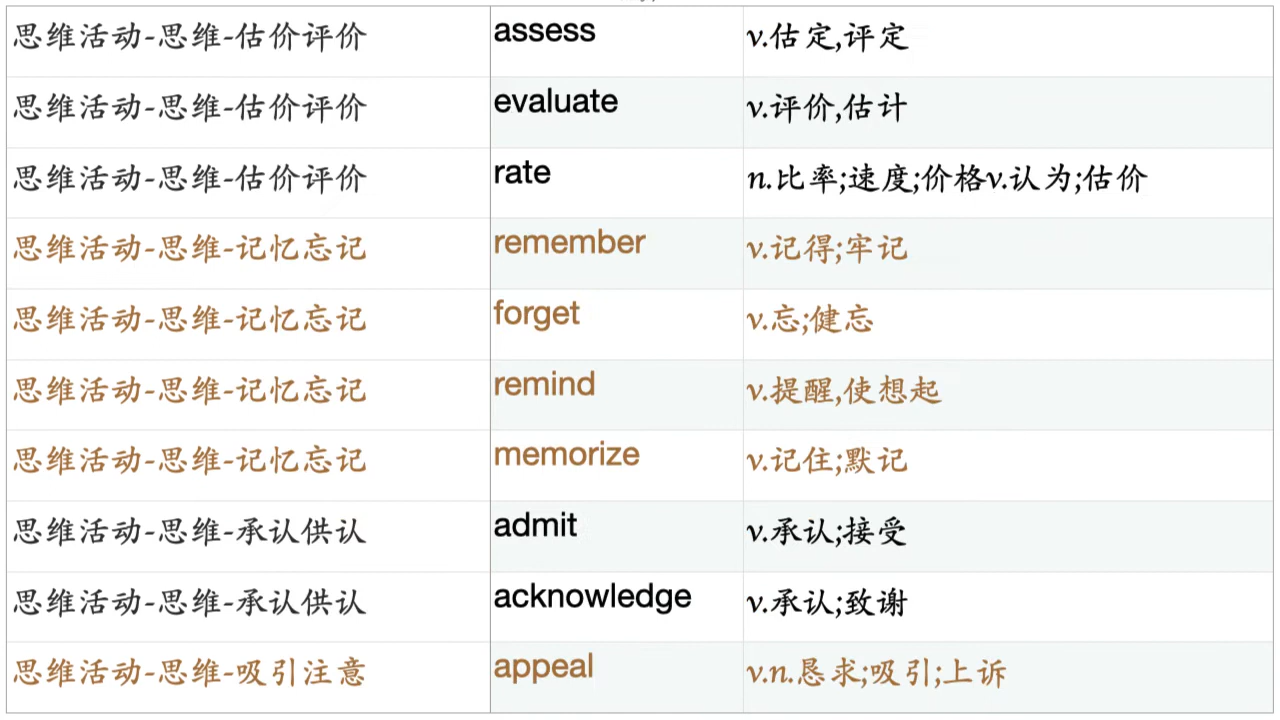 思维活动-思维-估价评价 assess v.估定,评定
思维活动-思维-估价评价 evaluate v.评价,估计
思维活动-思维-估价评价 rate n.比率;速度;价格v.认为;估价
思维活动-思维-记忆忘记 remember v.记得;牢记
思维活动-思维-记忆忘记 forget v.忘;健忘
思维活动-思维-记忆忘记 remind v.提醒,使想起
思维活动-思维-记忆忘记 memorize v.记住;默记
思维活动-思维-承认供认 admit v.承认;接受
思维活动-思维-承认供认 acknowledge v.承认;致谢
思维活动-思维-吸引注意 appeal v.n.恳求;吸引;上诉